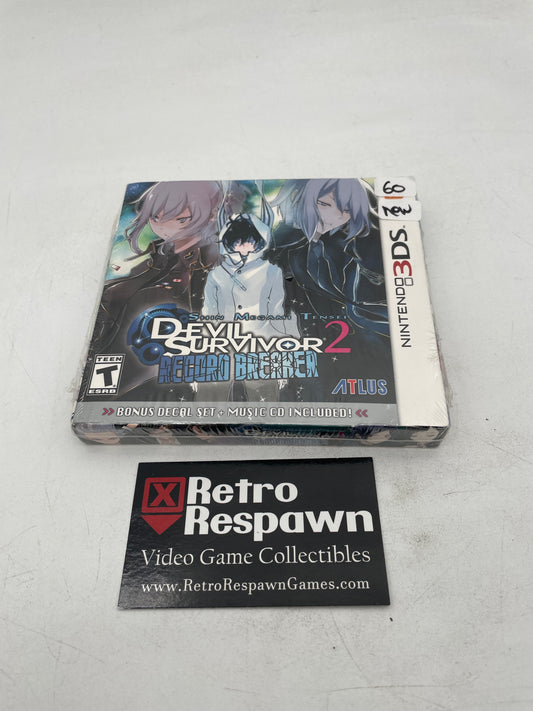 60
NINTENDO 3DS™
SHIN MEGAMI TENSEI
DEVIL
SURVIVOR 2
RECORD BREAKER
TEEN
T
ESRB
ATLUS
BONUS DECAL SET + MUSIC CD INCLUDED!
Retro
Respawn
Video Game Collectibles
www.RetroRespawnGames.com